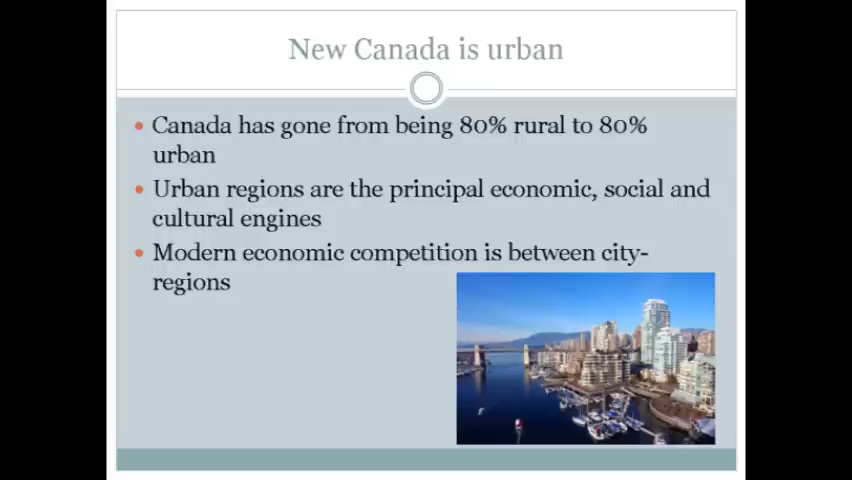 New Canada is urban
• Canada has gone from being 80% rural to 80%
urban
• Urban regions are the principal economic, social and
cultural engines
• Modern economic competition is between city-
regions